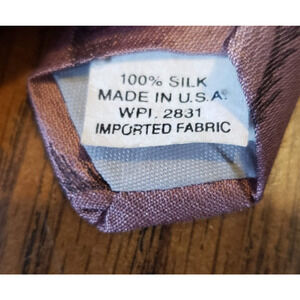 100% SILK
MADE IN U.S.A.
WPL 2831
IMPORTED FABRIC